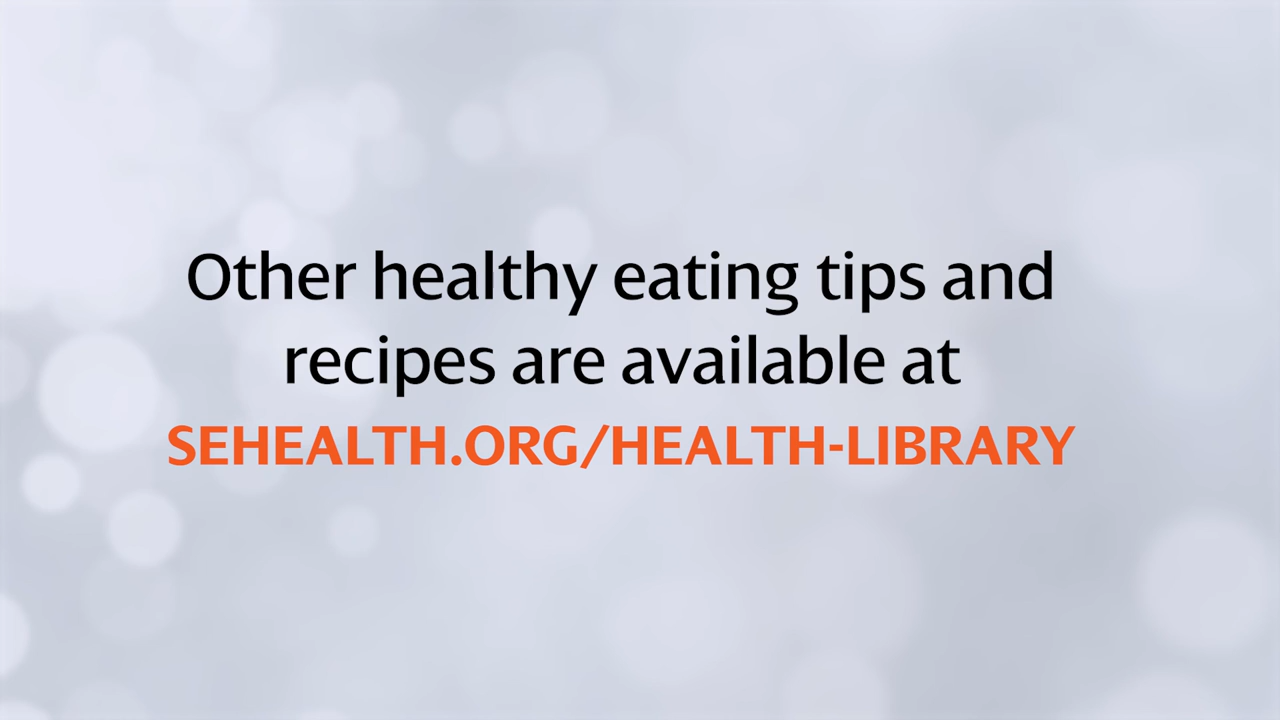 Other healthy eating tips and
recipes are available at
SEHEALTH.ORG/HEALTH-LIBRARY